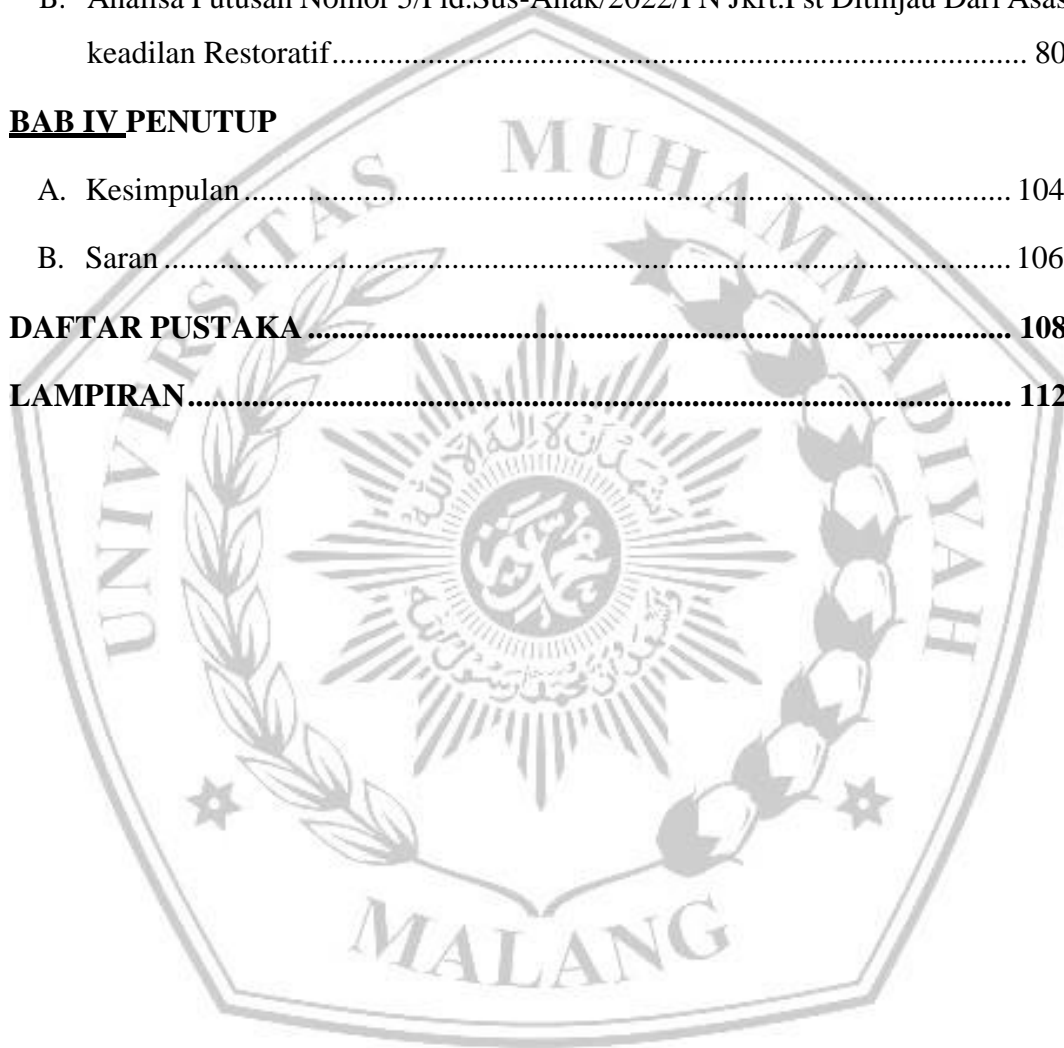 B. Analisa Putusan Nomor 5/Pid.Sus-Anak/2022/PN Jkrt.Pst Ditinjau Dari Asas
keadilan Restoratif 80
BAB IV PENUTUP
A. Kesimpulan 104
B. Saran 106
DAFTAR PUSTAKA 108
LAMPIRAN 112
UNIVERSITAS MUHAMMADIYAH
MALANG